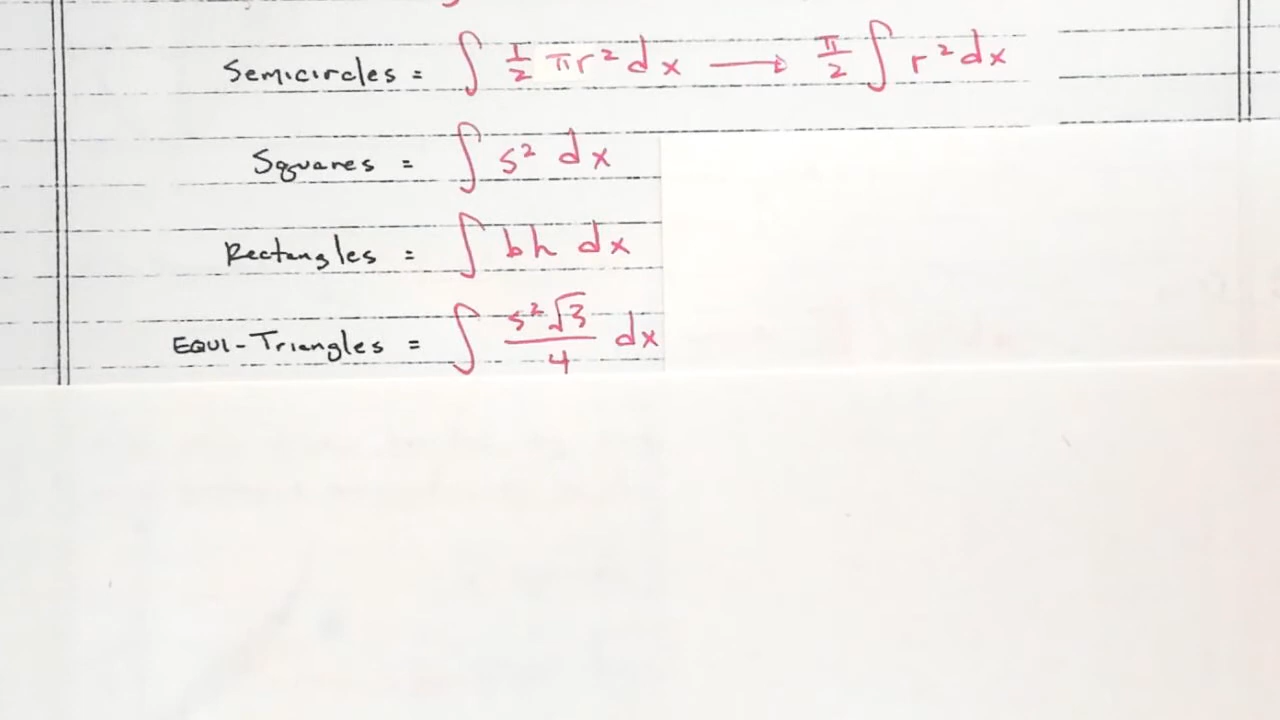 Semicircles = ∫ 1/2 πr² dx → π/2 ∫ r² dx
Squares = ∫ s² dx
Rectangles = ∫ bh dx
EQUI-Triangles = ∫ s²√3/4 dx